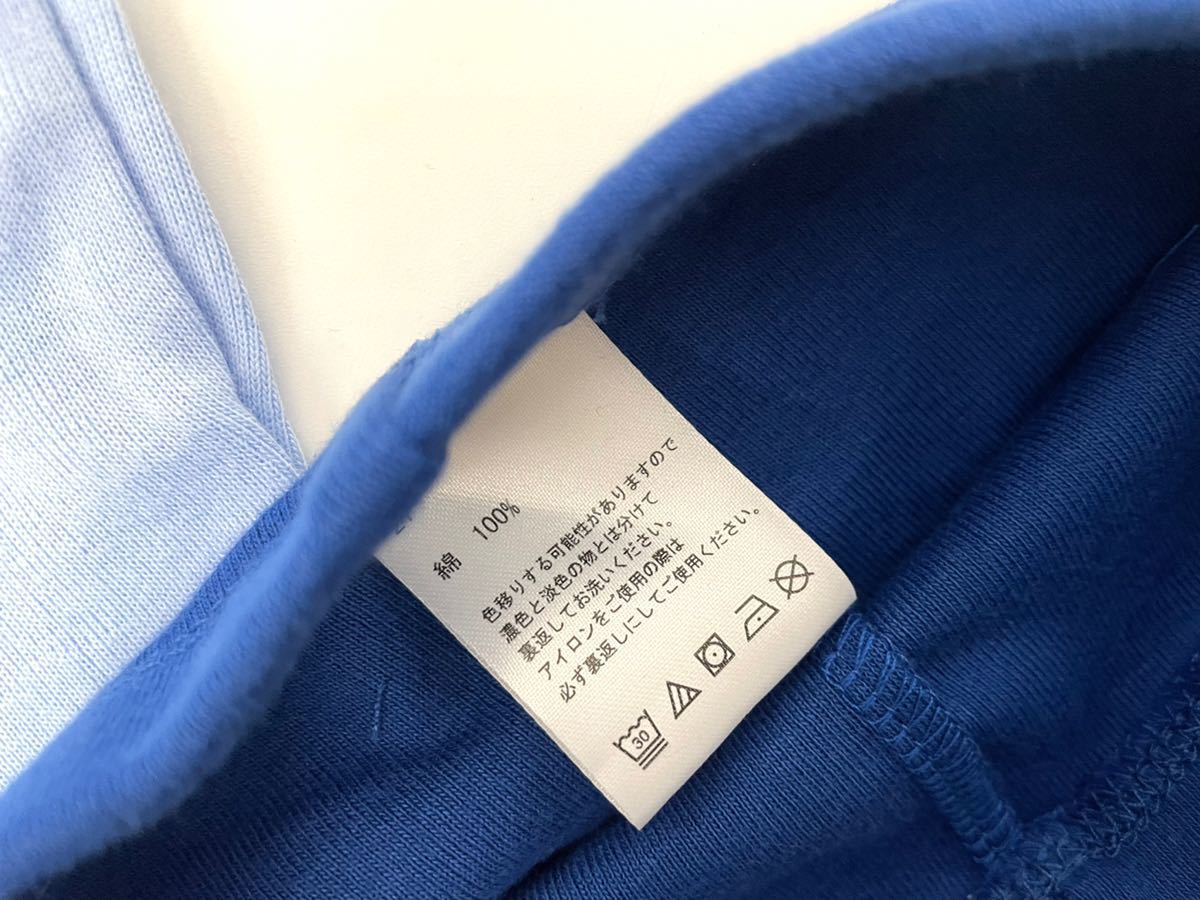 綿 100%
色移りする可能性がありますので
濃色と淡色の物とは分けて
裏返してお洗いください。
アイロンをご使用の際は
必ず裏返しにしてご使用ください。
30